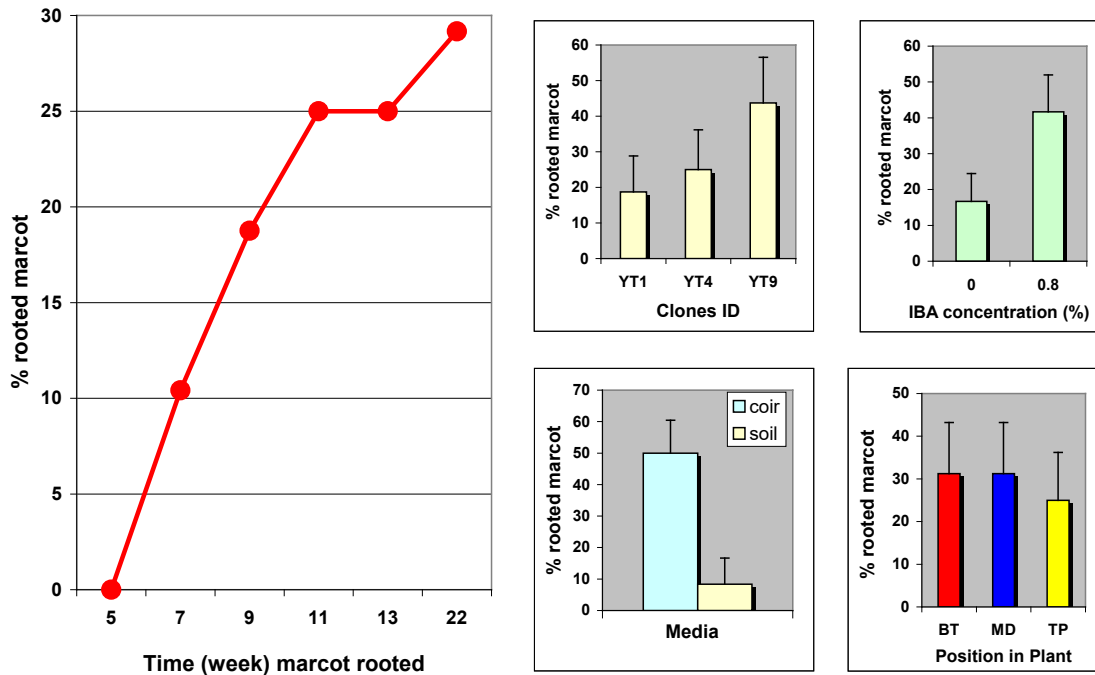 30
25
20
15
10
5
0
5 7 9 11 13 22
% rooted marcot
Time (week) marcot rooted
60
50
40
30
20
10
0
% rooted marcot
YT1 YT4 YT9
Clones ID
60
50
40
30
20
10
0
% rooted marcot
0 0.8
IBA concentration (%)
70
60
50
40
30
20
10
0
% rooted marcot
coir
soil
Media
50
40
30
20
10
0
% rooted marcot
BT MD TP
Position in Plant